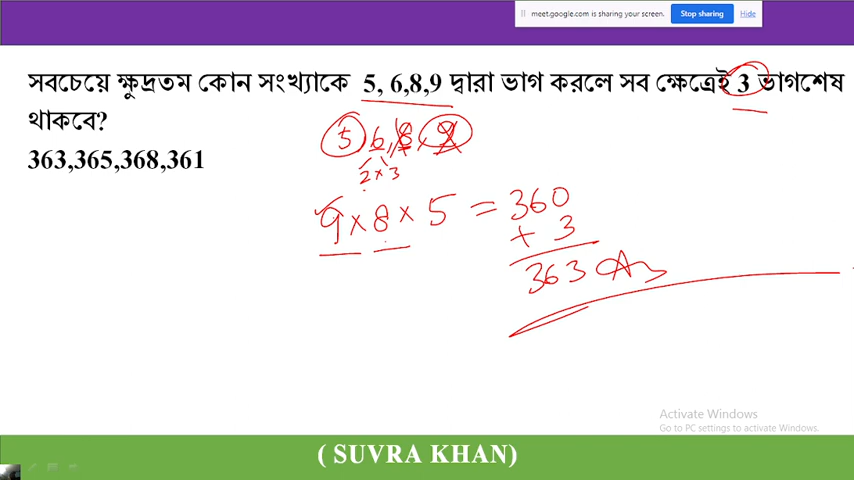 meet.google.com is sharing your screen. Stop sharing Hide
সবচেয়ে ক্ষুদ্রতম কোন সংখ্যাকে 5, 6,8,9 দ্বারা ভাগ করলে সব ক্ষেত্রেই 3 ভাগশেষ
থাকবে?
363,365,368,361
5 6, 8, 9
2 × 3
9 × 8 × 5 = 360
+ 3
363 Ans
Activate Windows
Go to PC settings to activate Windows.
( SUVRA KHAN)